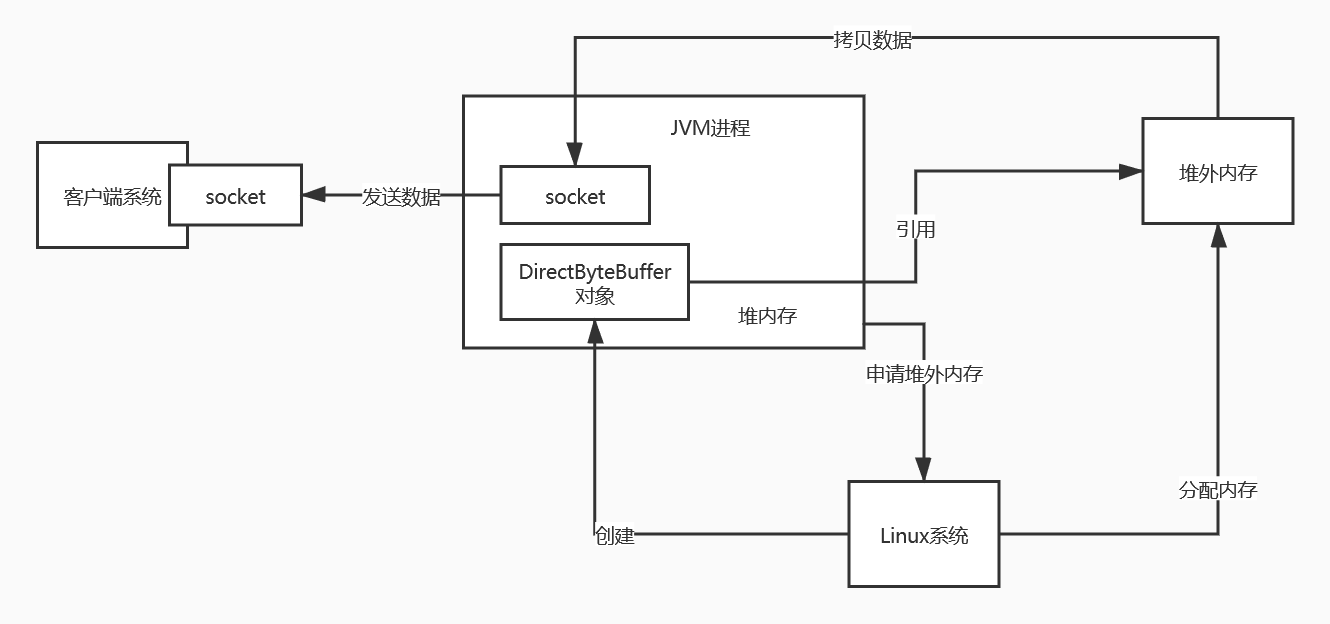 拷贝数据
JVM进程
客户端系统
socket
发送数据
socket
堆外内存
引用
DirectByteBuffer
对象
堆内存
申请堆外内存
分配内存
创建
Linux系统